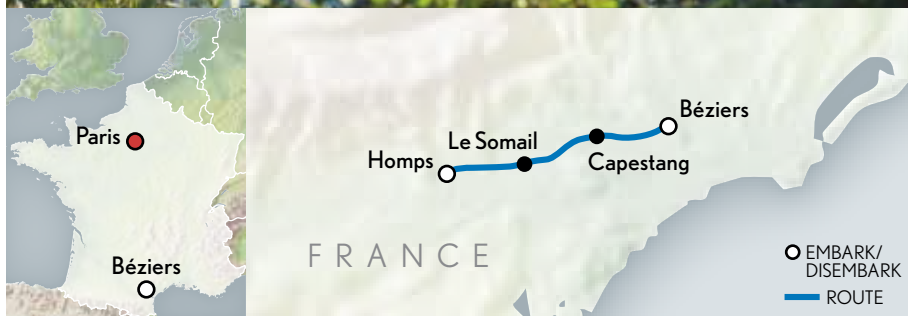 Paris
Béziers
Homps
Le Somail
Capestang
Béziers
FRANCE
EMBARK/
DISEMBARK
ROUTE